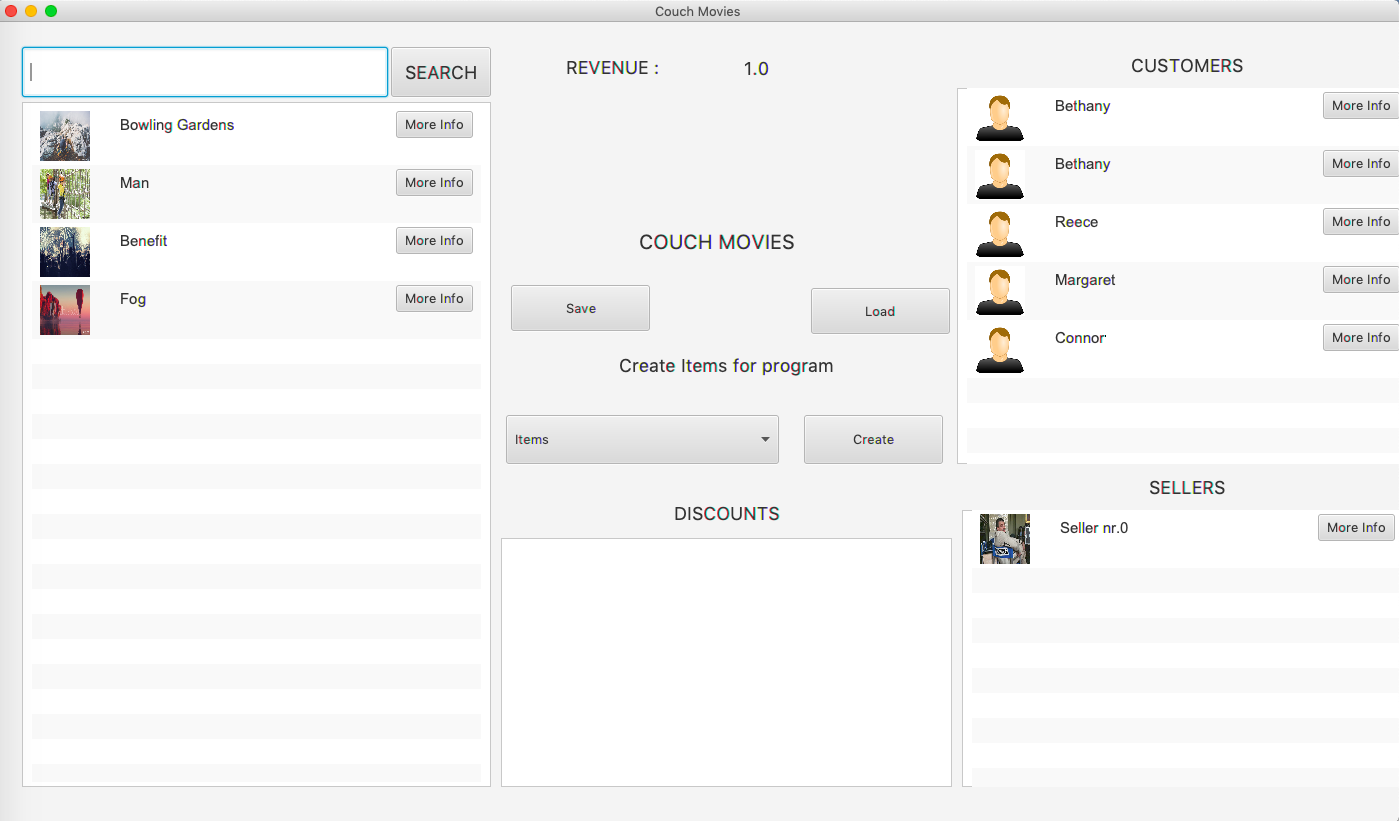 Couch Movies
SEARCH
Bowling Gardens
More Info
Man
More Info
Benefit
More Info
Fog
More Info
REVENUE :
1.0
COUCH MOVIES
Save
Load
Create Items for program
Items
Create
DISCOUNTS
CUSTOMERS
Bethany
More Info
Bethany
More Info
Reece
More Info
Margaret
More Info
Connor
More Info
SELLERS
Seller nr.0
More Info